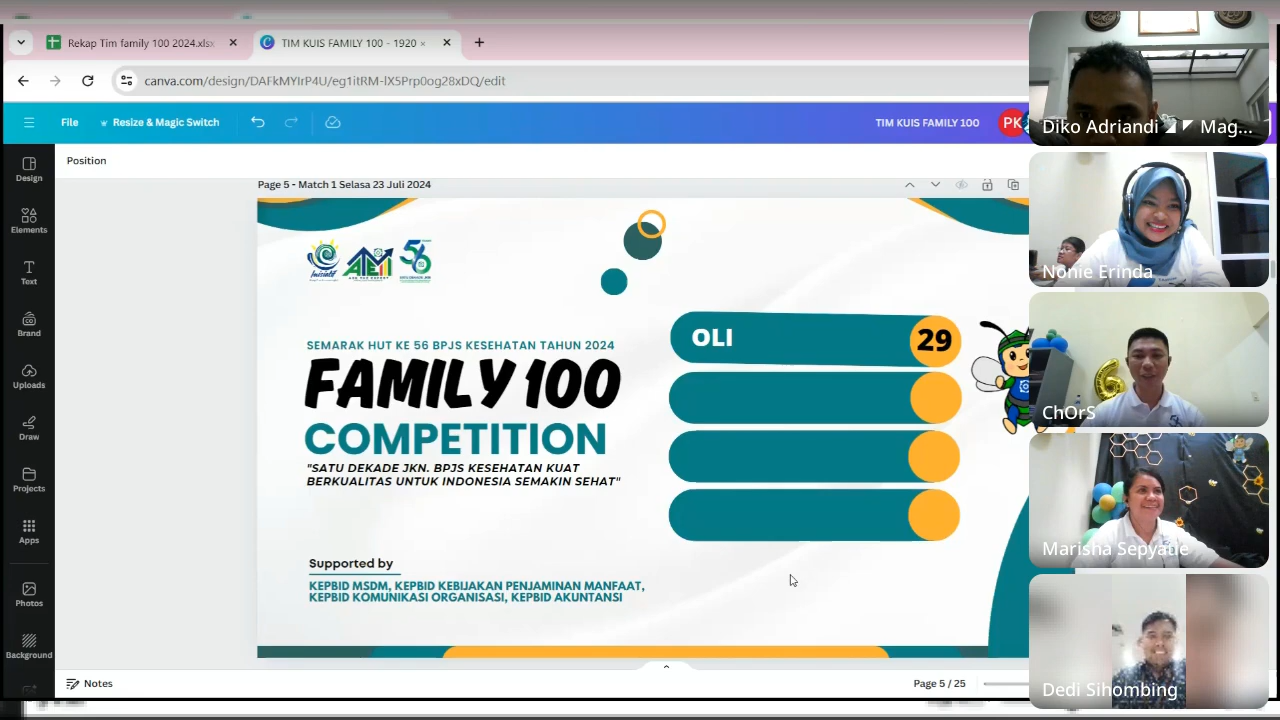 Rekap Tim family 100 2024.xlsx
TIM KUIS FAMILY 100 - 1920 ×
canva.com/design/DAFkMYIrP4U/eg1itRM-lX5Prp0og28xDQ/edit
File
Resize & Magic Switch
TIM KUIS FAMILY 100
PK
Position
Design
Elements
Text
Brand
Uploads
Draw
Projects
Apps
Photos
Background
Page 5 - Match 1 Selasa 23 Juli 2024
56
SEMARAK HUT KE 56 BPJS KESEHATAN TAHUN 2024
FAMILY 100
COMPETITION
"SATU DEKADE JKN. BPJS KESEHATAN KUAT
BERKUALITAS UNTUK INDONESIA SEMAKIN SEHAT"
OLI 29
Supported by
KEPBID MSDM, KEPBID KEBIJAKAN PENJAMINAN MANFAAT,
KEPBID KOMUNIKASI ORGANISASI, KEPBID AKUNTANSI
Notes
Page 5 / 25
Diko Adriandi ◢ ◤ Mag...
Nonie Erinda
ChOrS
Marisha Sepyatie
Dedi Sihombing